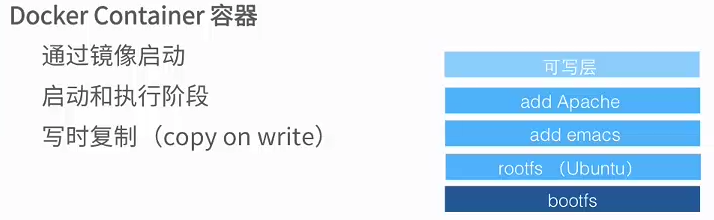 Docker Container 容器
通过镜像启动
启动和执行阶段
写时复制（copy on write）
可写层
add Apache
add emacs
rootfs （Ubuntu）
bootfs